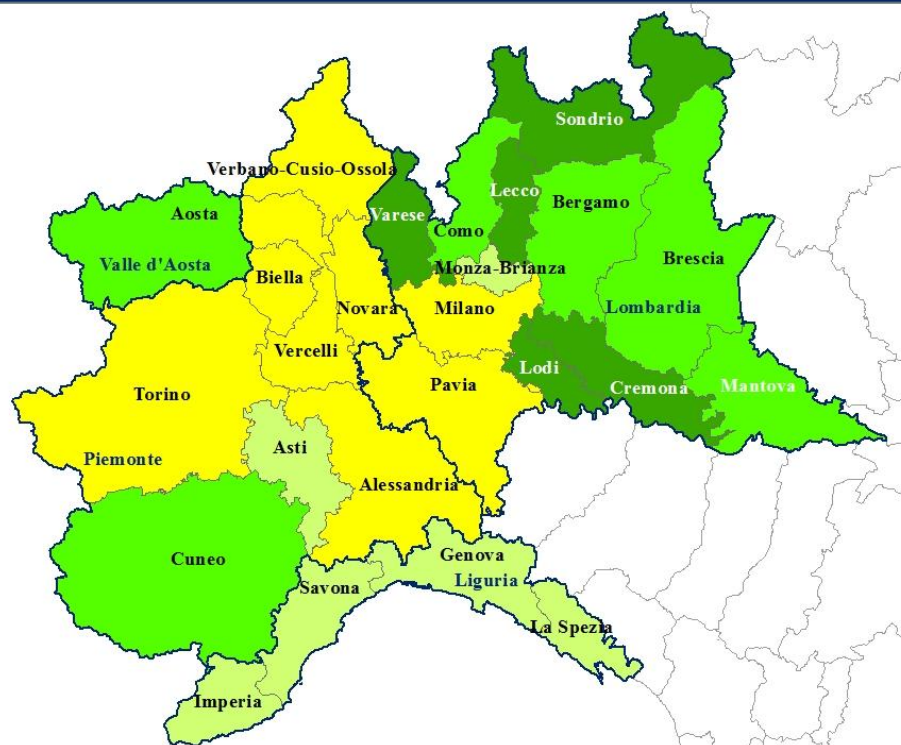 Sondrio
Verbano-Cusio-Ossola
Lecco
Bergamo
Aosta
Varese
Como
Valle d'Aosta
Brescia
Monza-Brianza
Biella
Novara
Milano
Lombardia
Vercelli
Lodi
Pavia
Cremona
Mantova
Torino
Asti
Piemonte
Alessandria
Cuneo
Genova
Savona
Liguria
La Spezia
Imperia